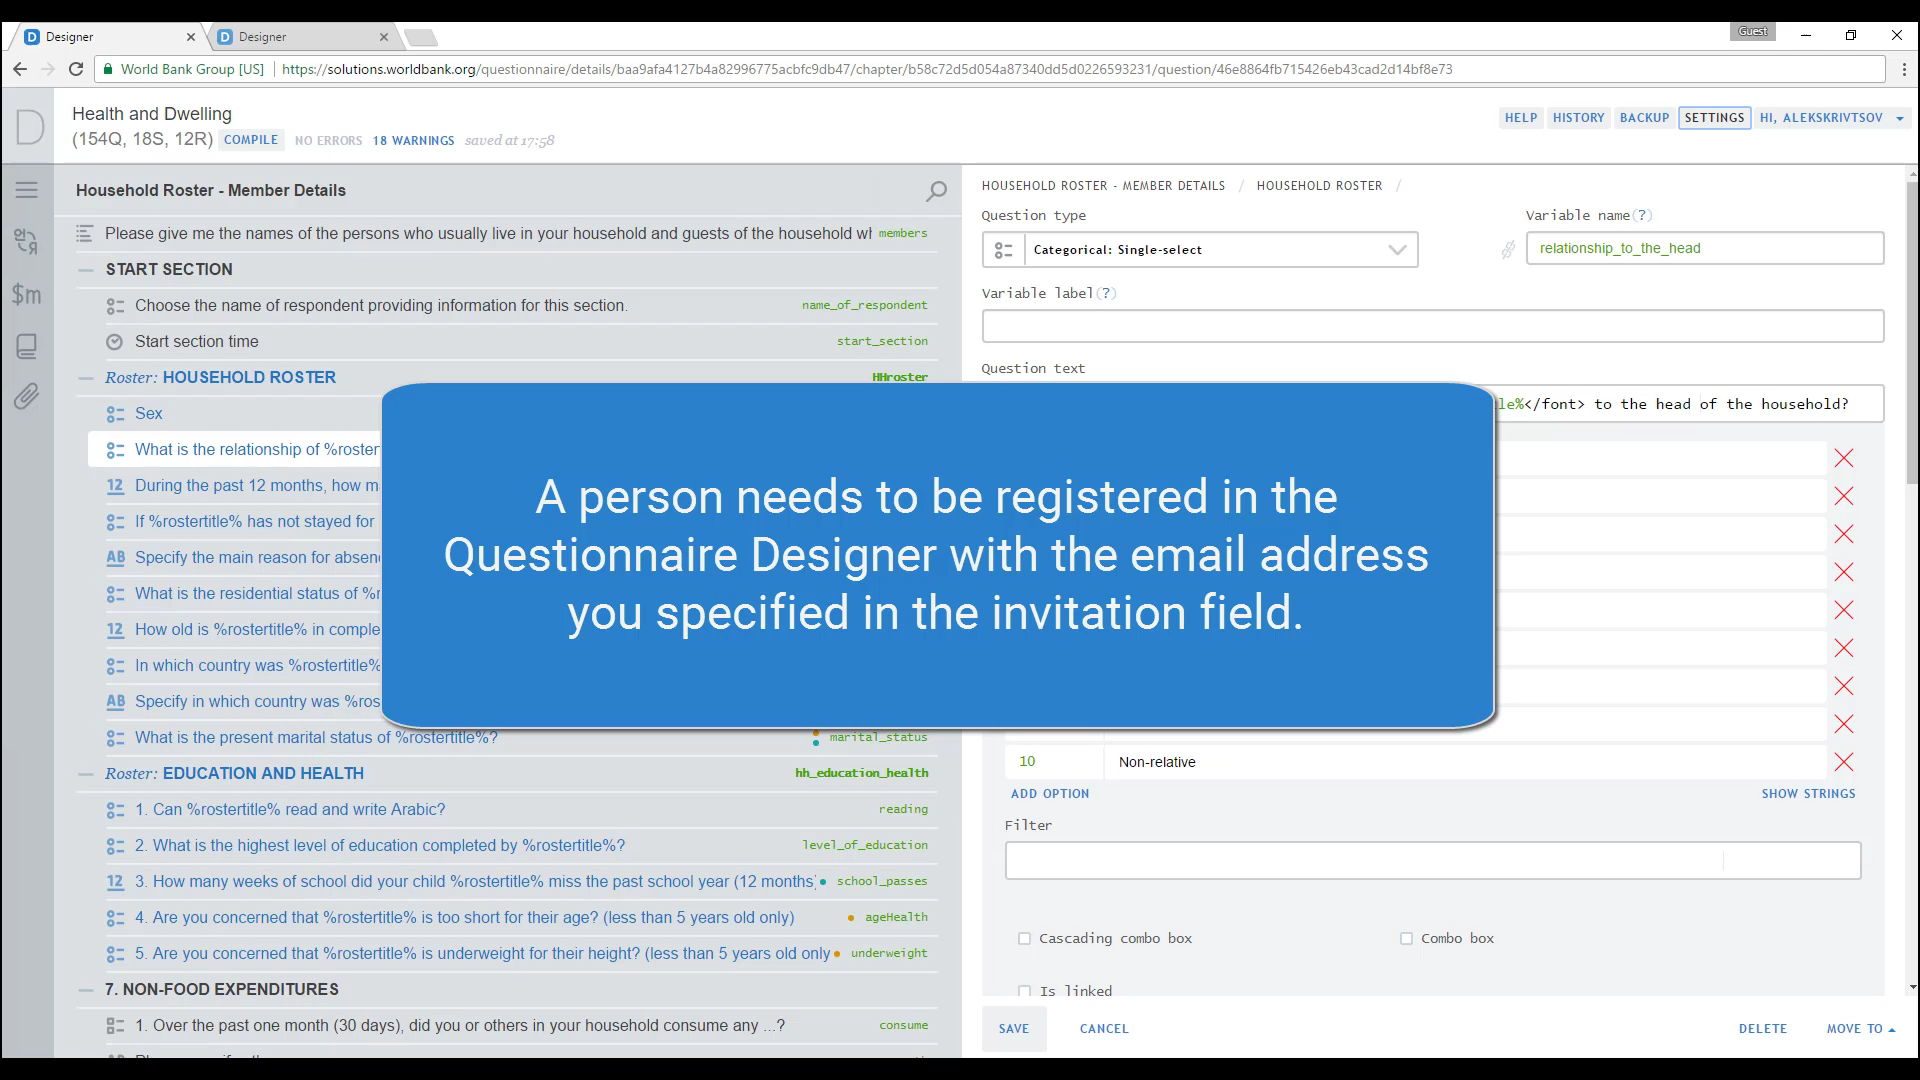 Designer
Designer
Guest
World Bank Group [US]
https://solutions.worldbank.org/questionnaire/details/baa9afa4127b4a82996775acbfc9db47/chapter/b58c72d5d054a87340dd5d0226593231/question/46e8864fb715426eb43cad2d14bf8e73
D
Health and Dwelling
(154Q, 18S, 12R) COMPILE NO ERRORS 18 WARNINGS saved at 17:58
HELP HISTORY BACKUP SETTINGS HI, ALEKSKRIVTSOV
$m
Household Roster - Member Details
Please give me the names of the persons who usually live in your household and guests of the household members
START SECTION
Choose the name of respondent providing information for this section. name_of_respondent
Start section time start_section
Roster: HOUSEHOLD ROSTER HHroster
Sex
What is the relationship of %roster
12 During the past 12 months, how
If %rostertitle% has not stayed for
AB Specify the main reason for
What is the residential status of
12 How old is %rostertitle% in
In which country was %rostertitle%
AB Specify in which country was
What is the present marital status of %rostertitle%? marital_status
Roster: EDUCATION AND HEALTH hh_education_health
1. Can %rostertitle% read and write Arabic? reading
2. What is the highest level of education completed by %rostertitle%? level_of_education
12 3. How many weeks of school did your child %rostertitle% miss the past school year (12 months) school_passes
4. Are you concerned that %rostertitle% is too short for their age? (less than 5 years old only) ageHealth
5. Are you concerned that %rostertitle% is underweight for their height? (less than 5 years old only underweight
7. NON-FOOD EXPENDITURES
1. Over the past one month (30 days), did you or others in your household consume any ...? consume
HOUSEHOLD ROSTER - MEMBER DETAILS / HOUSEHOLD ROSTER /
Question type
Categorical: Single-select
Variable name(?)
relationship_to_the_head
Variable label(?)
Question text
le%</font> to the head of the household?
A person needs to be registered in the
Questionnaire Designer with the email address
you specified in the invitation field.
10 Non-relative
ADD OPTION SHOW STRINGS
Filter
Cascading combo box Combo box
Is linked
SAVE CANCEL DELETE MOVE TO